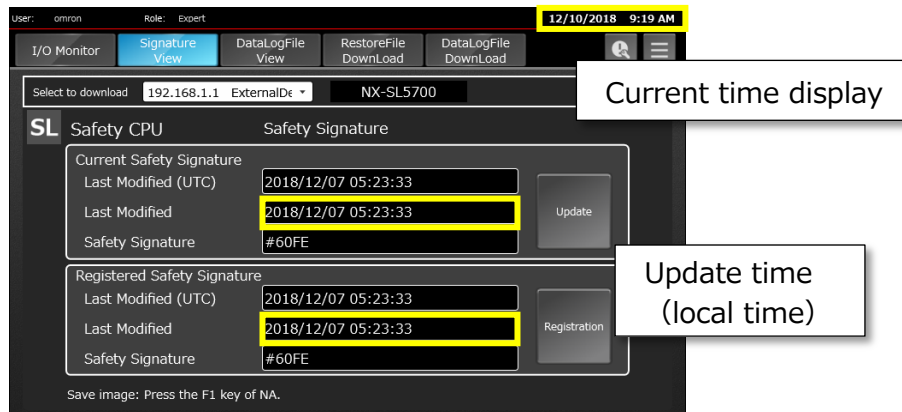 User: omron Role: Expert 12/10/2018 9:19 AM
I/O Monitor Signature View DataLogFile View RestoreFile DownLoad DataLogFile DownLoad
Select to download 192.168.1.1 ExternalDe NX-SL5700
Current time display
SL Safety CPU Safety Signature
Current Safety Signature
Last Modified (UTC) 2018/12/07 05:23:33
Last Modified 2018/12/07 05:23:33 Update
Safety Signature #60FE
Update time
(local time)
Registered Safety Signature
Last Modified (UTC) 2018/12/07 05:23:33
Last Modified 2018/12/07 05:23:33 Registration
Safety Signature #60FE
Save image: Press the F1 key of NA.